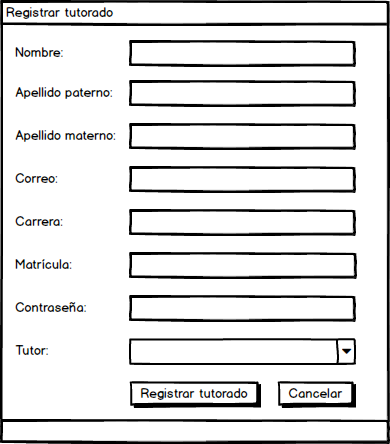 Registrar tutorado
Nombre:
Apellido paterno:
Apellido materno:
Correo:
Carrera:
Matrícula:
Contraseña:
Tutor:
Registrar tutorado Cancelar